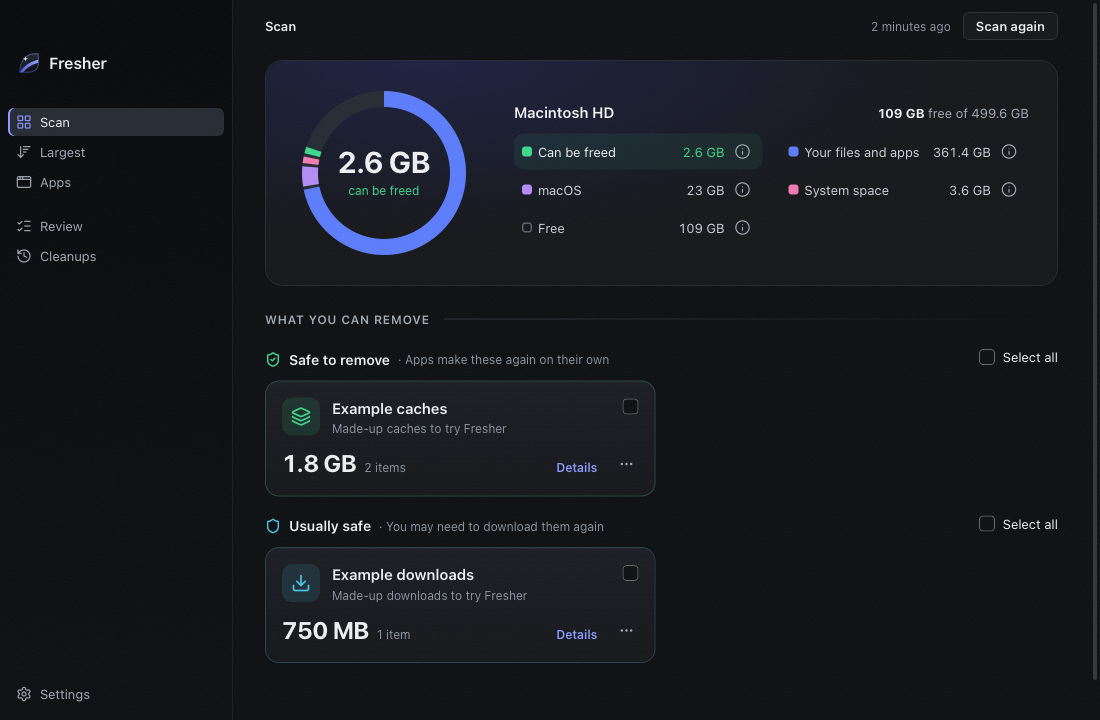 Fresher
Scan
Largest
Apps
Review
Cleanups
Settings
Scan
2 minutes ago
Scan again
2.6 GB
can be freed
Macintosh HD
109 GB free of 499.6 GB
Can be freed 2.6 GB
Your files and apps 361.4 GB
macOS 23 GB
System space 3.6 GB
Free 109 GB
WHAT YOU CAN REMOVE
Safe to remove · Apps make these again on their own
Select all
Example caches
Made-up caches to try Fresher
1.8 GB 2 items
Details
Usually safe · You may need to download them again
Select all
Example downloads
Made-up downloads to try Fresher
750 MB 1 item
Details